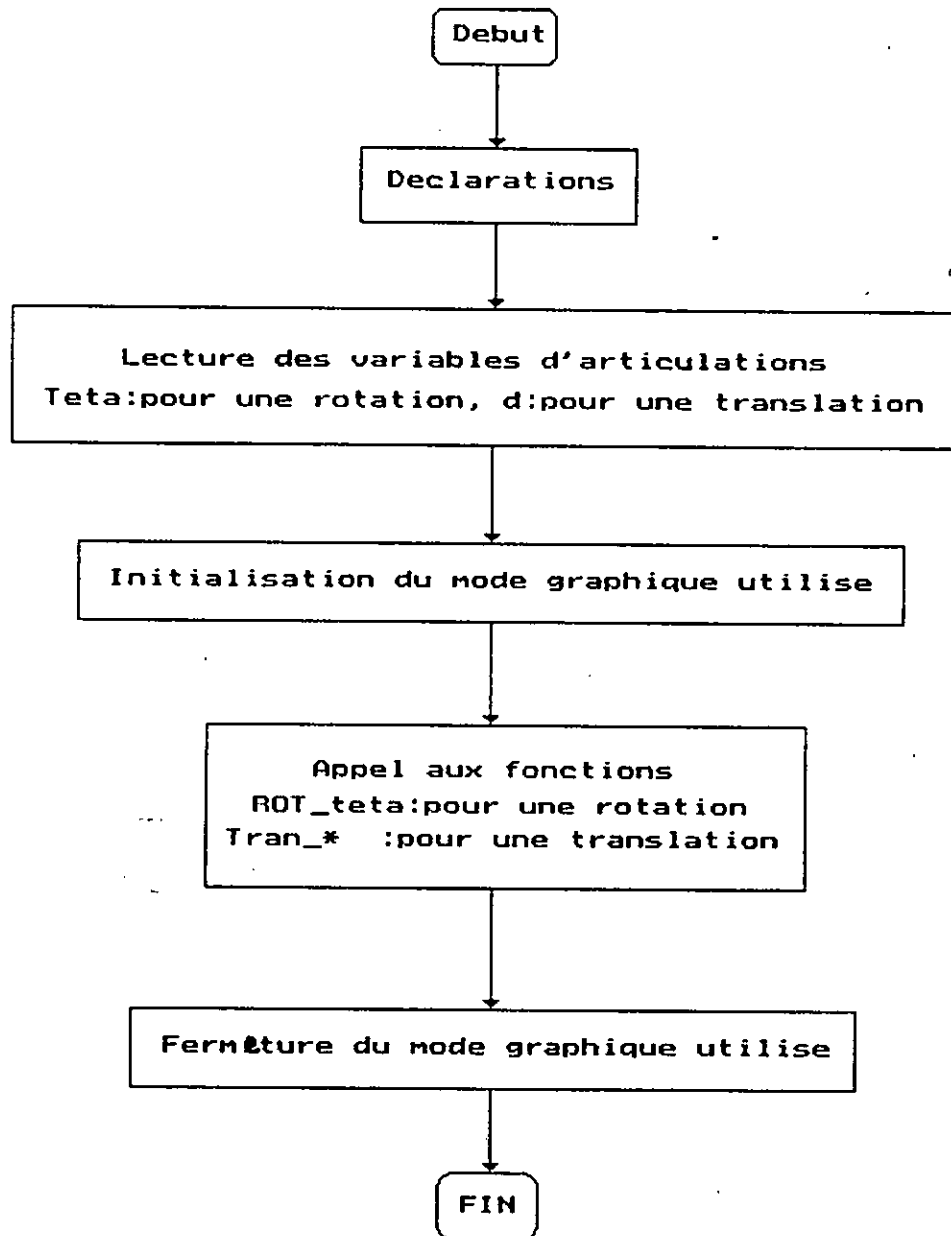 Debut
Declarations
Lecture des variables d'articulations
Teta:pour une rotation, d:pour une translation
Initialisation du mode graphique utilise
Appel aux fonctions
ROT_teta:pour une rotation
Tran_* :pour une translation
Fermeture du mode graphique utilise
FIN